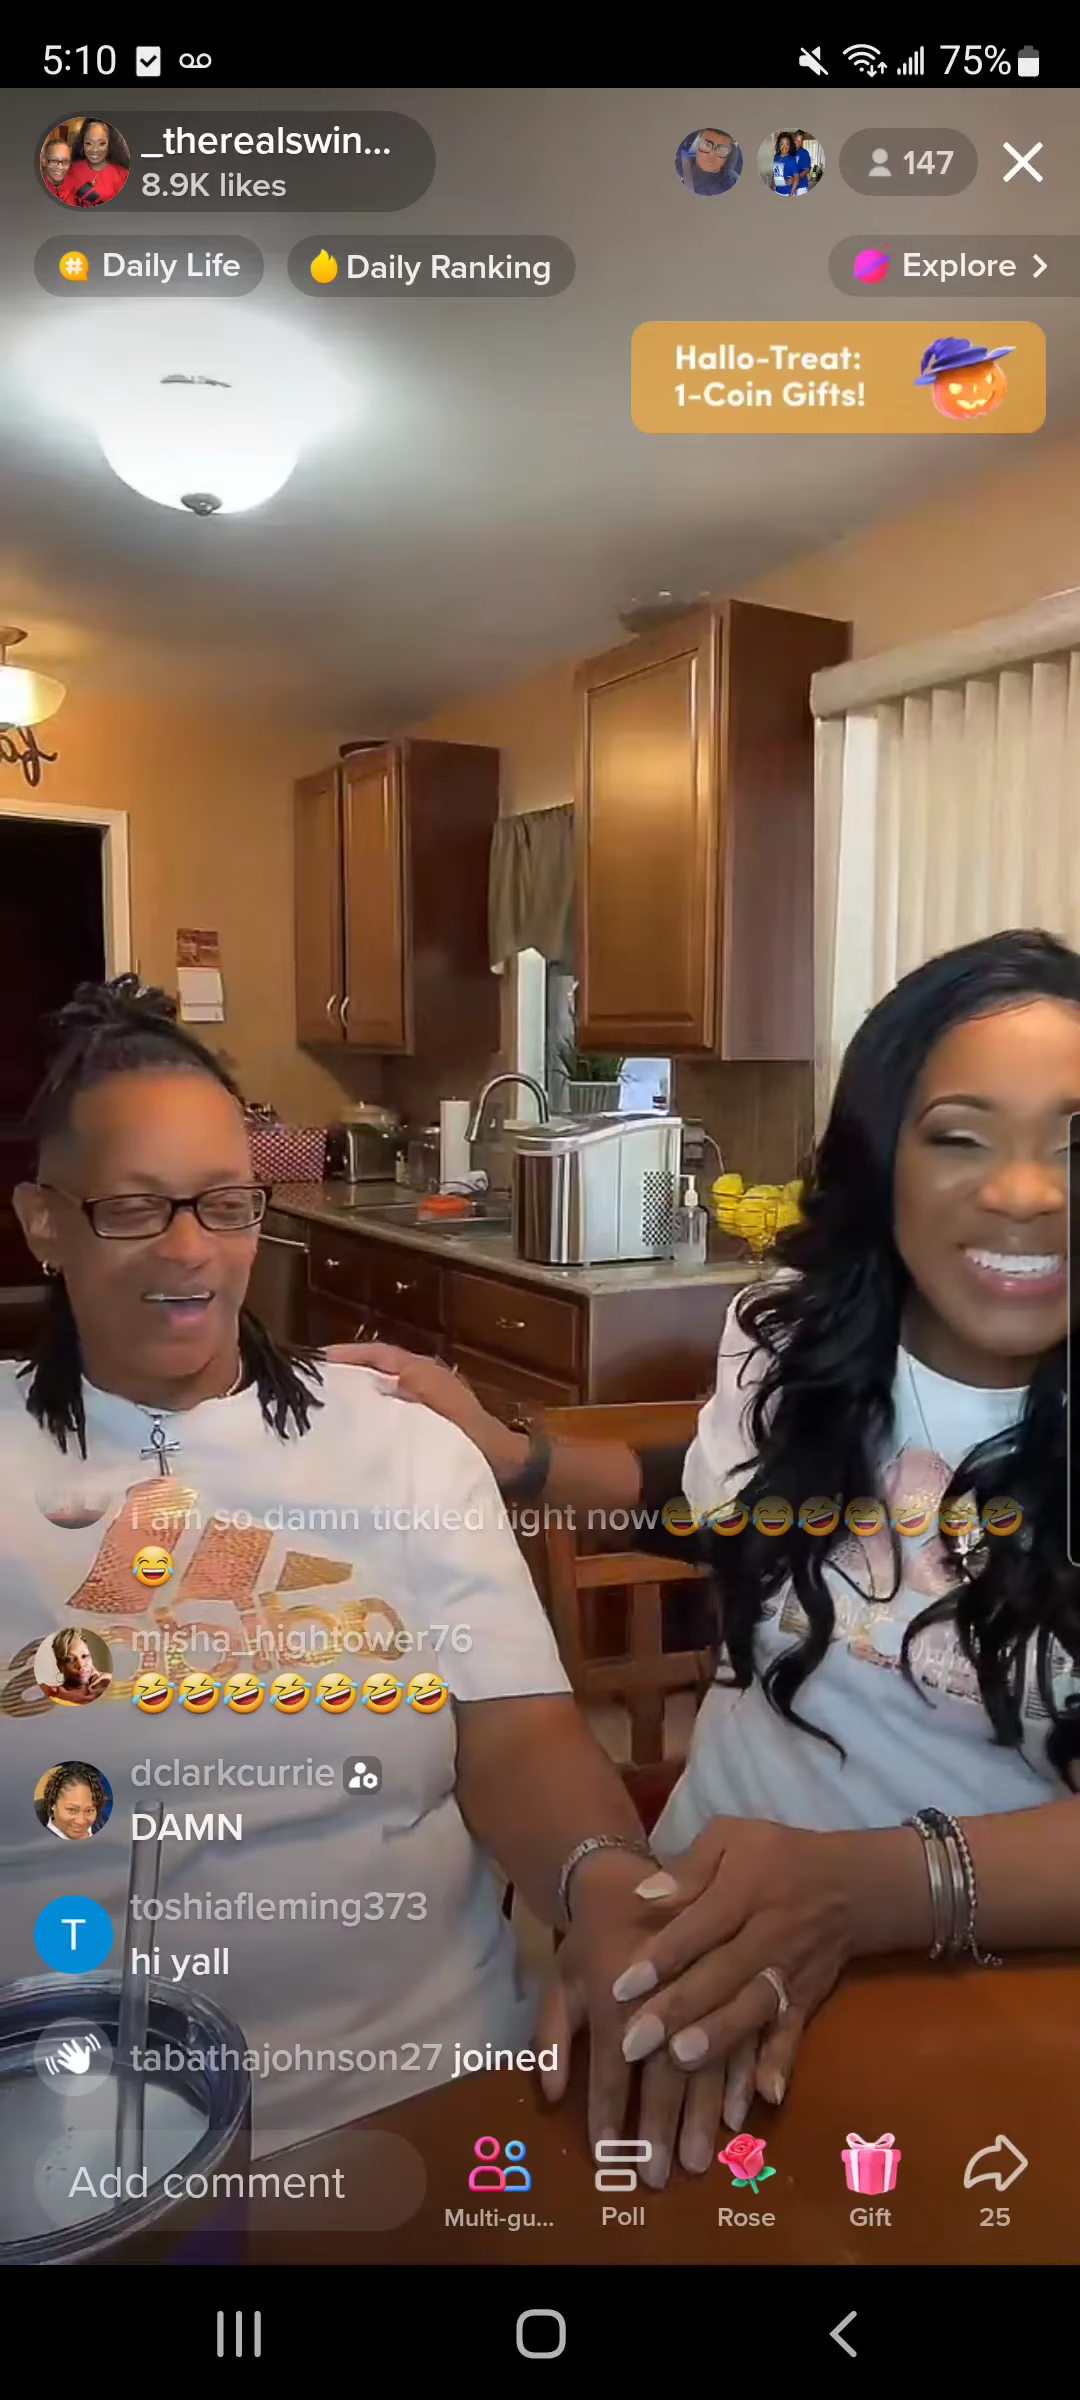 5:10
75%
_therealswin...
8.9K likes
147
Daily Life
Daily Ranking
Explore >
Hallo-Treat:
1-Coin Gifts!
I am so damn tickled right now😂🤣😂🤣😂🤣😂🤣
😂
misha_hightower76
🤣🤣🤣🤣🤣🤣🤣
dclarkcurrie
DAMN
T
toshiafleming373
hi yall
tabathajohnson27 joined
Add comment
Multi-gu...
Poll
Rose
Gift
25